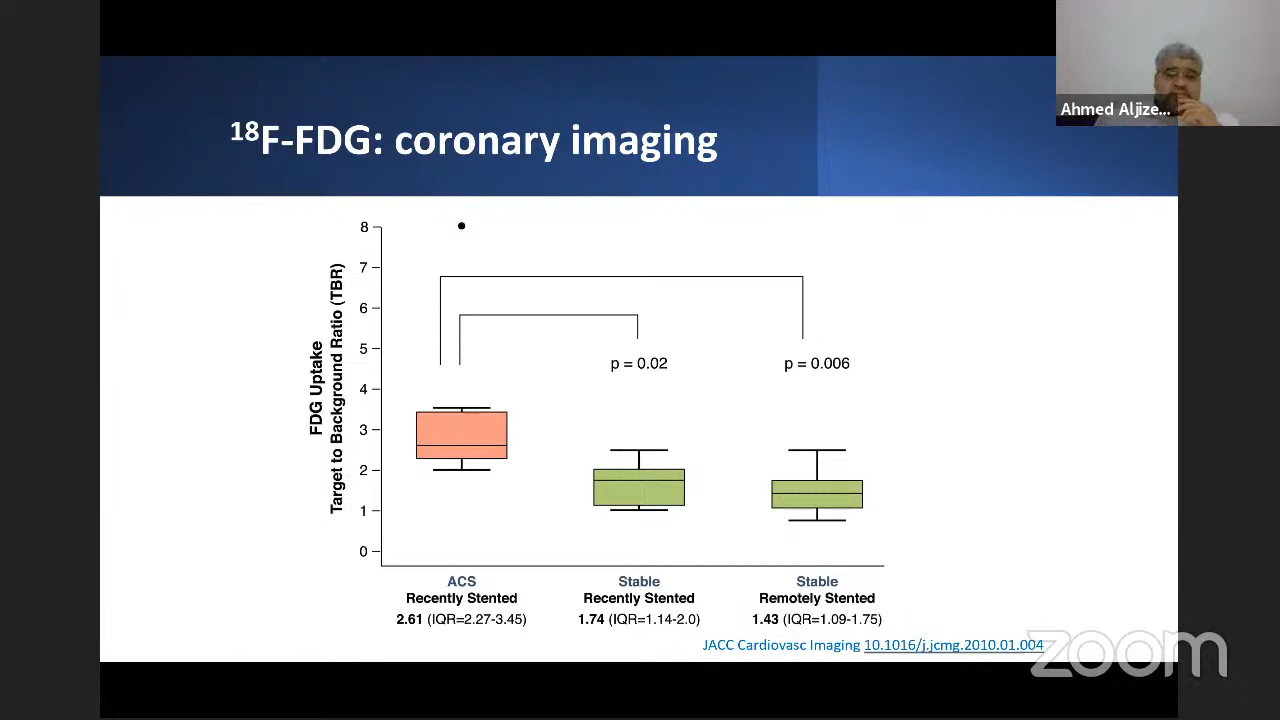 Ahmed Aljize...
18F-FDG: coronary imaging
8
7
6
5
4
3
2
1
0
FDG Uptake
Target to Background Ratio (TBR)
p = 0.02
p = 0.006
ACS
Recently Stented
2.61 (IQR=2.27-3.45)
Stable
Recently Stented
1.74 (IQR=1.14-2.0)
Stable
Remotely Stented
1.43 (IQR=1.09-1.75)
JACC Cardiovasc Imaging 10.1016/j.jcmg.2010.01.004
zoom